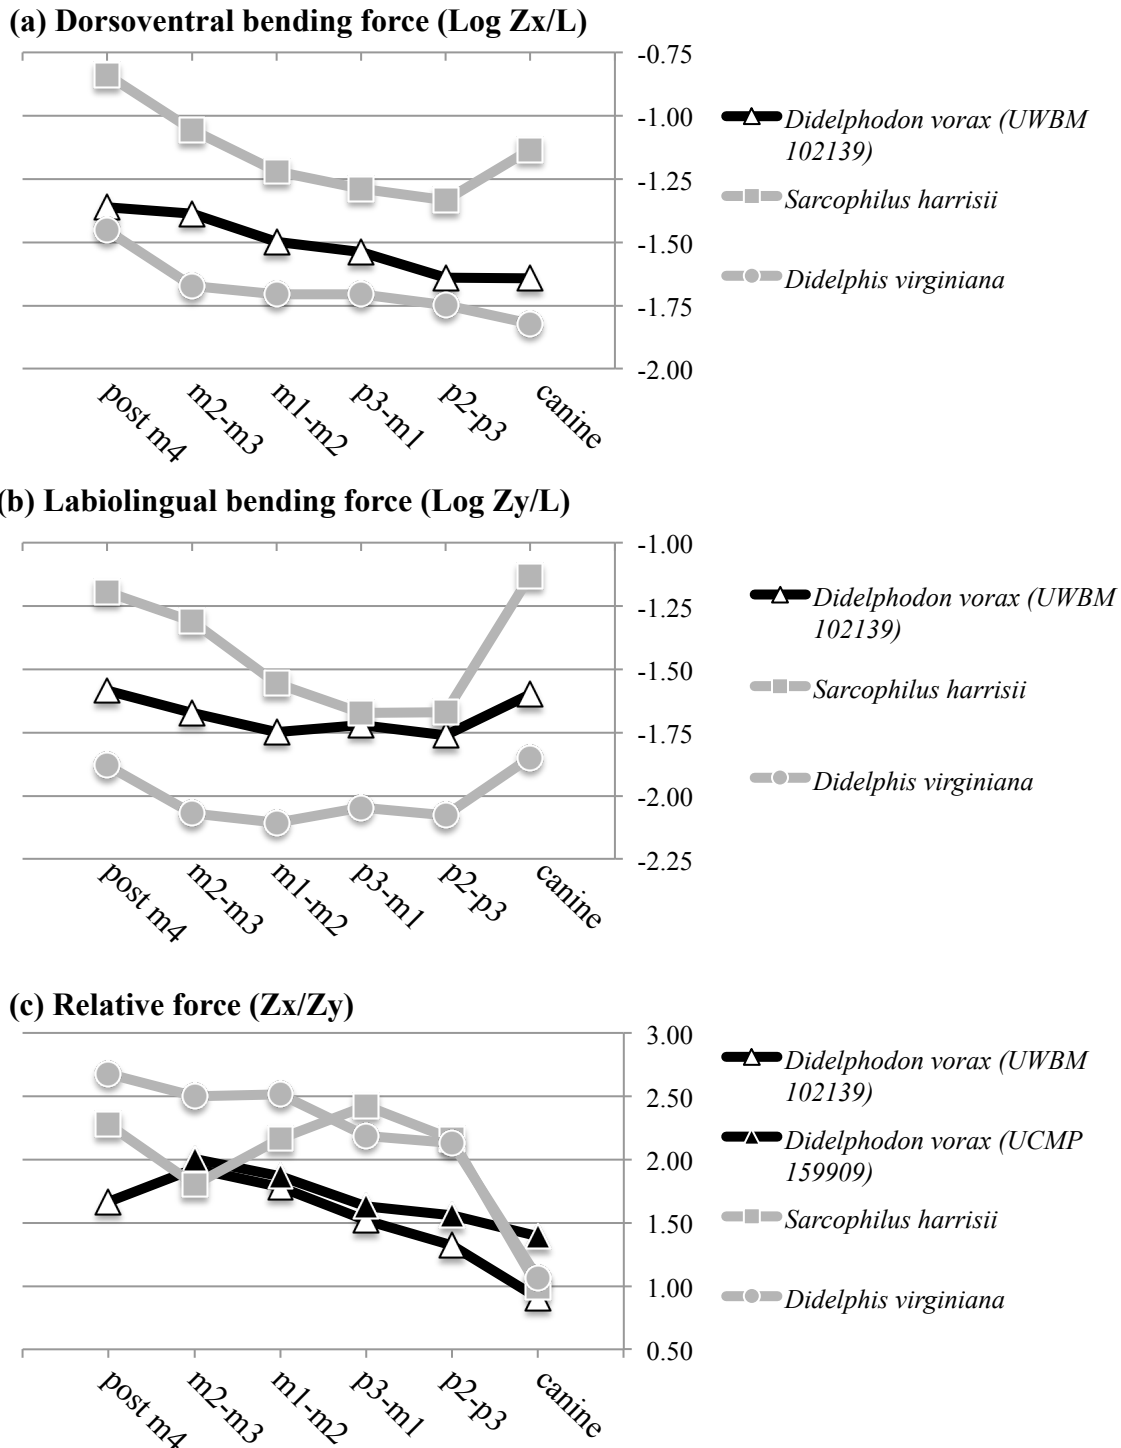 (a) Dorsoventral bending force (Log Zx/L)
-0.75
-1.00
-1.25
-1.50
-1.75
-2.00
post m4
m2-m3
m1-m2
p3-m1
p2-p3
canine
Didelphodon vorax (UWBM
102139)
Sarcophilus harrisii
Didelphis virginiana
(b) Labiolingual bending force (Log Zy/L)
-1.00
-1.25
-1.50
-1.75
-2.00
-2.25
post m4
m2-m3
m1-m2
p3-m1
p2-p3
canine
Didelphodon vorax (UWBM
102139)
Sarcophilus harrisii
Didelphis virginiana
(c) Relative force (Zx/Zy)
3.00
2.50
2.00
1.50
1.00
0.50
post m4
m2-m3
m1-m2
p3-m1
p2-p3
canine
Didelphodon vorax (UWBM
102139)
Didelphodon vorax (UCMP
159909)
Sarcophilus harrisii
Didelphis virginiana